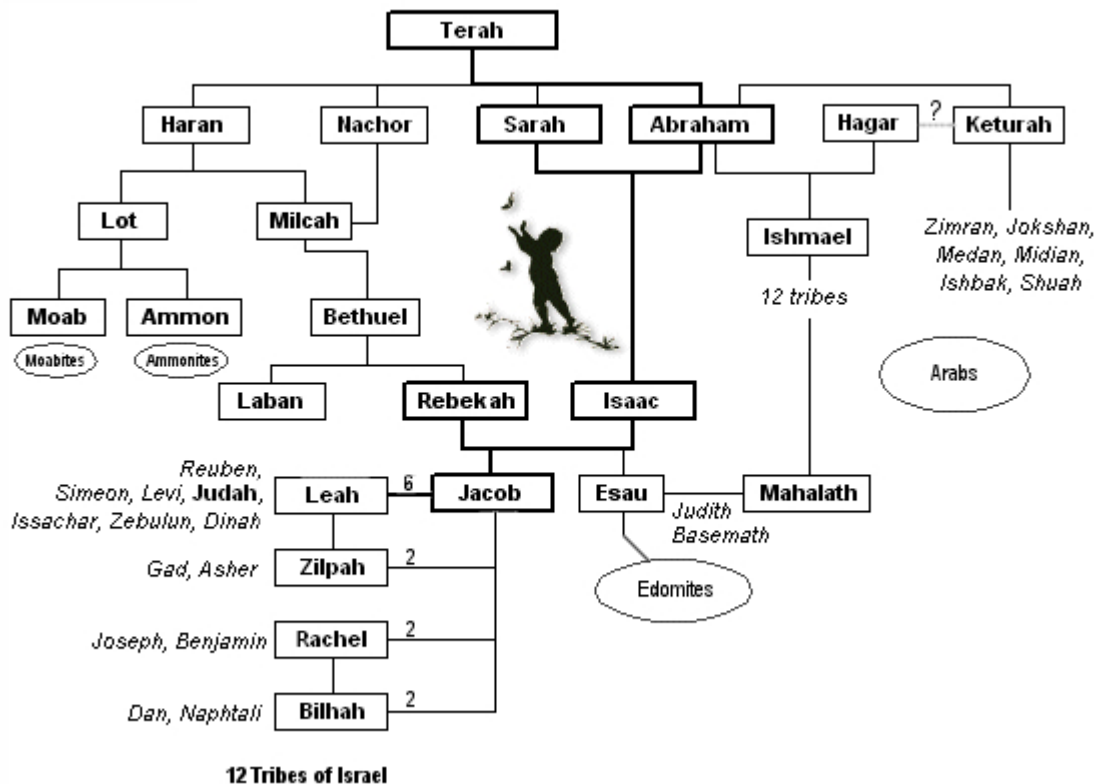 Terah
Haran
Nachor
Sarah
Abraham
Hagar
?
Keturah
Lot
Milcah
Ishmael
Zimran, Jokshan,
Medan, Midian,
Ishbak, Shuah
12 tribes
Moab
Ammon
Bethuel
Moabites
Ammonites
Arabs
Laban
Rebekah
Isaac
Reuben,
Simeon, Levi, Judah,
Issachar, Zebulun, Dinah
Leah
6
Jacob
Esau
Mahalath
Judith
Basemath
Gad, Asher
Zilpah
2
Edomites
Joseph, Benjamin
Rachel
2
Dan, Naphtali
Bilhah
2
12 Tribes of Israel